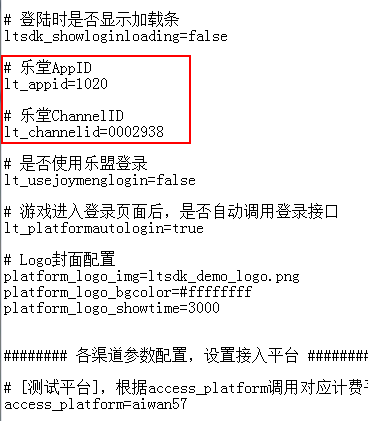 # 登陆时是否显示加载条
ltsdk_showloginloading=false
# 乐堂AppID
lt_appid=1020
# 乐堂ChannelID
lt_channelid=0002938
# 是否使用乐盟登录
lt_usejoymenglogin=false
# 游戏进入登录页面后，是否自动调用登录接口
lt_platformautologin=true
# Logo封面配置
platform_logo_img=ltsdk_demo_logo.png
platform_logo_bgcolor=#ffffffff
platform_logo_showtime=3000
######## 各渠道参数配置，设置接入平台 ########
# [测试平台]，根据access_platform调用对应计费
access_platform=aiwan57